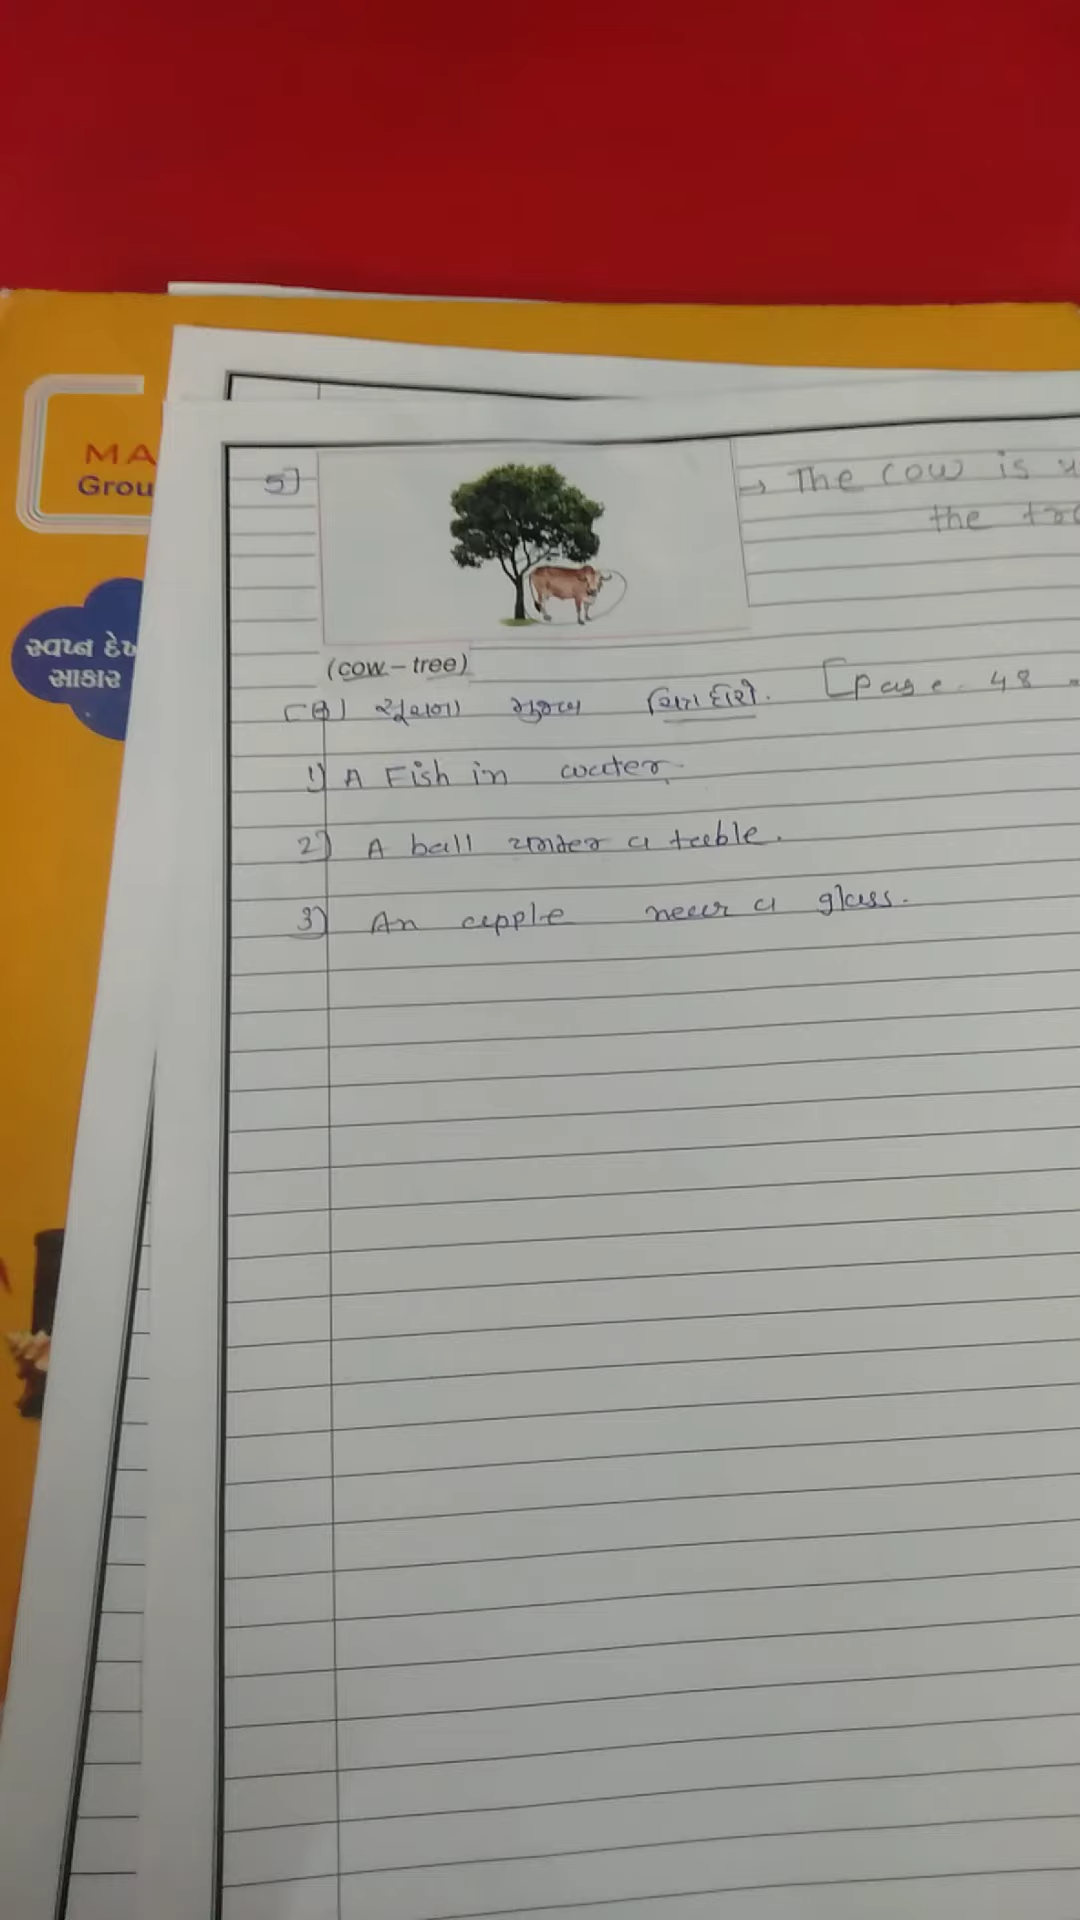 MA
Grou
સ્વપ્ન દેખ
સાકાર
5]
→ The cow is u
the tre
(cow – tree)
(B) સૂચના મુજબ ચિત્ર દોરો. [page. 48
1) A Fish in water.
2) A ball under a table.
3) An apple near a glass.